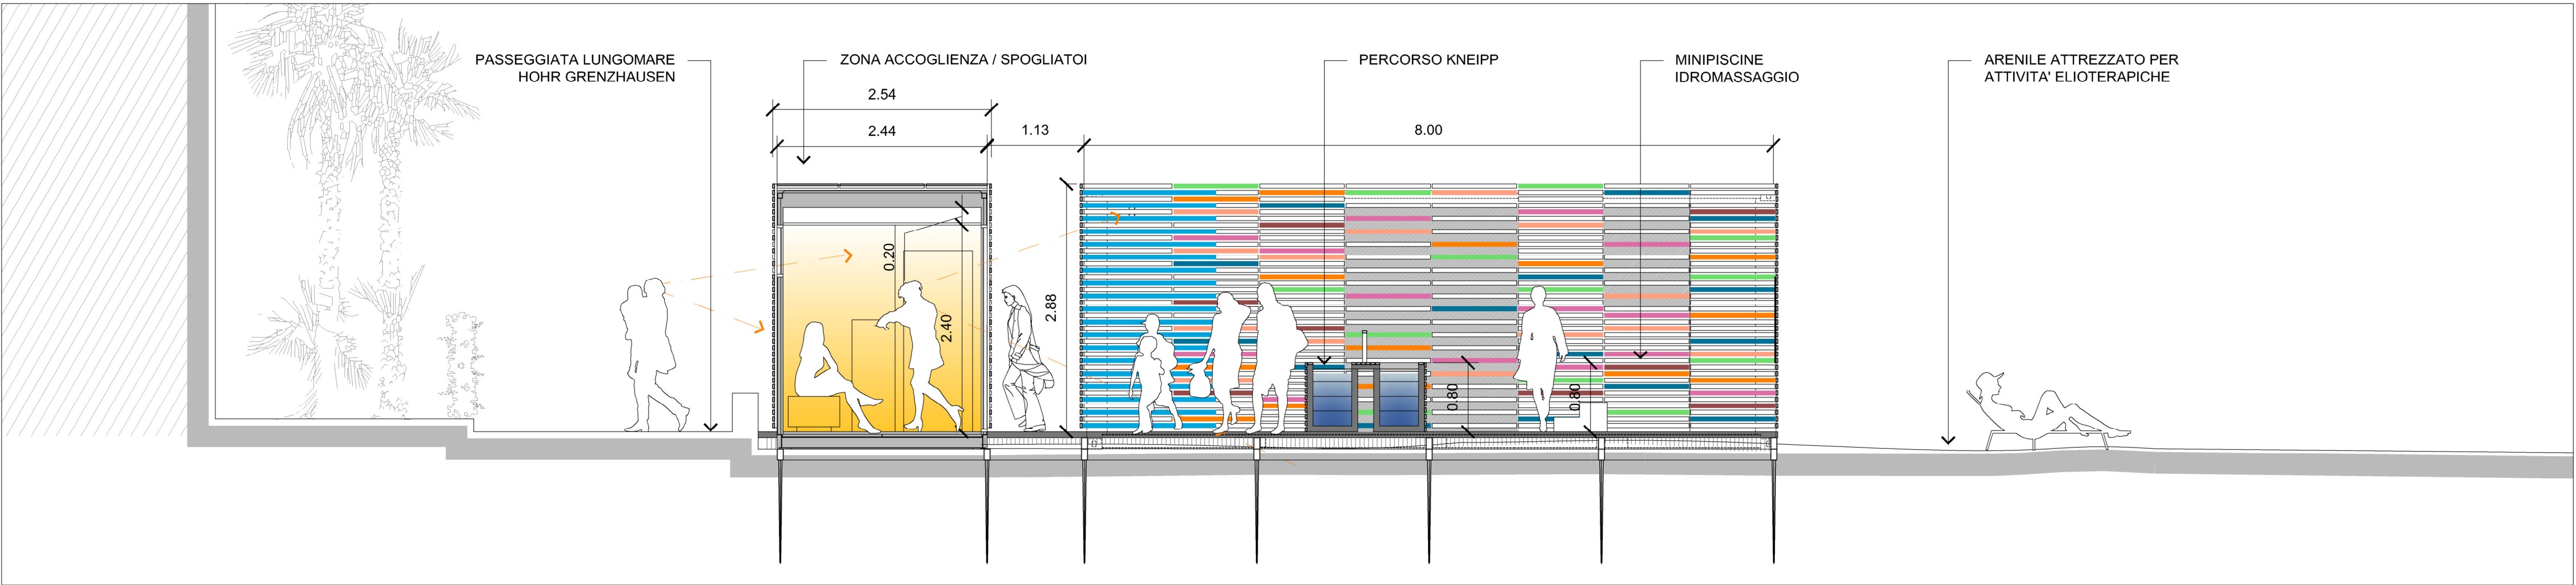 PASSEGGIATA LUNGOMARE
HOHR GRENZHAUSEN
ZONA ACCOGLIENZA / SPOGLIATOI
PERCORSO KNEIPP
MINIPISCINE
IDROMASSAGGIO
ARENILE ATTREZZATO PER
ATTIVITA' ELIOTERAPICHE
2.54
2.44
1.13
8.00
0.20
2.40
2.88
0.80
0.80